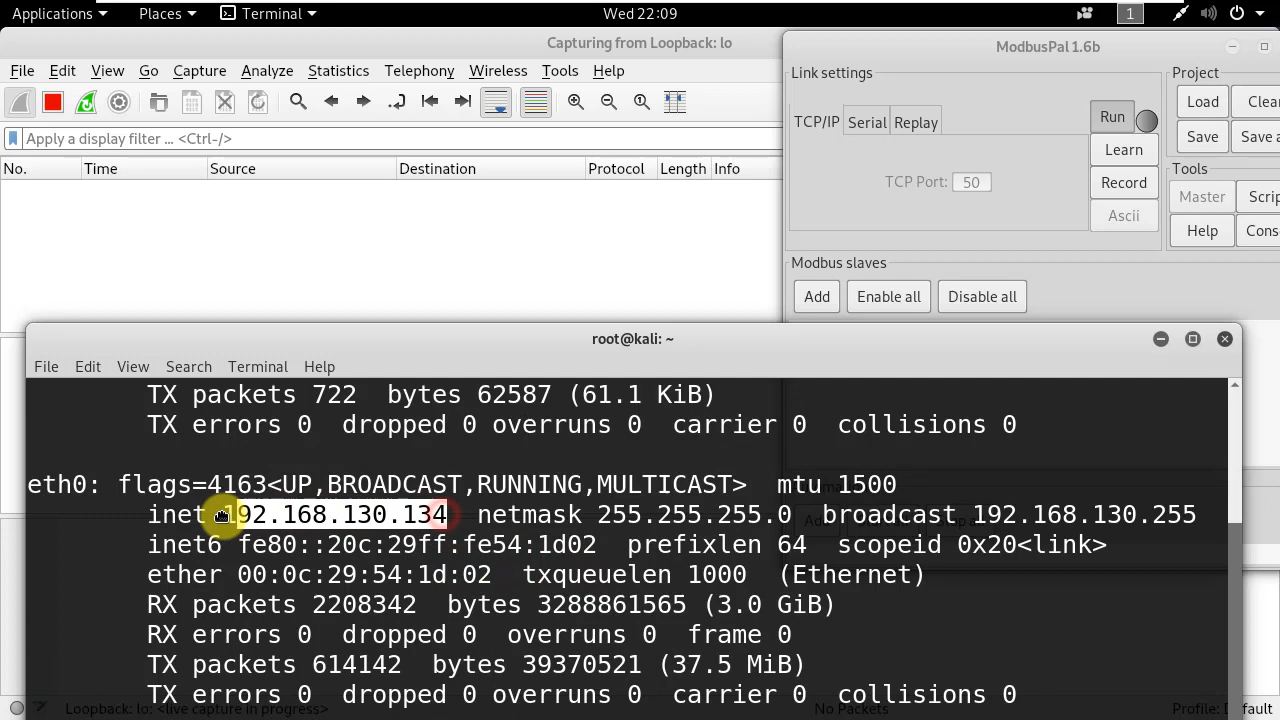 Applications Places Terminal Wed 22:09 1
Capturing from Loopback: lo
File Edit View Go Capture Analyze Statistics Telephony Wireless Tools Help
Apply a display filter ... <Ctrl-/>
No. Time Source Destination Protocol Length Info
ModbusPal 1.6b
Link settings Project
TCP/IP Serial Replay Run Load
Learn Save
TCP Port: 50 Record Tools
Ascii Master
Help
Modbus slaves
Add Enable all Disable all
root@kali: ~
File Edit View Search Terminal Help
TX packets 722 bytes 62587 (61.1 KiB)
TX errors 0 dropped 0 overruns 0 carrier 0 collisions 0
eth0: flags=4163<UP,BROADCAST,RUNNING,MULTICAST> mtu 1500
inet 192.168.130.134 netmask 255.255.255.0 broadcast 192.168.130.255
inet6 fe80::20c:29ff:fe54:1d02 prefixlen 64 scopeid 0x20<link>
ether 00:0c:29:54:1d:02 txqueuelen 1000 (Ethernet)
RX packets 2208342 bytes 3288861565 (3.0 GiB)
RX errors 0 dropped 0 overruns 0 frame 0
TX packets 614142 bytes 39370521 (37.5 MiB)
TX errors 0 dropped 0 overruns 0 carrier 0 collisions 0
Loopback: lo: <live capture in progress> No Packets Profile: